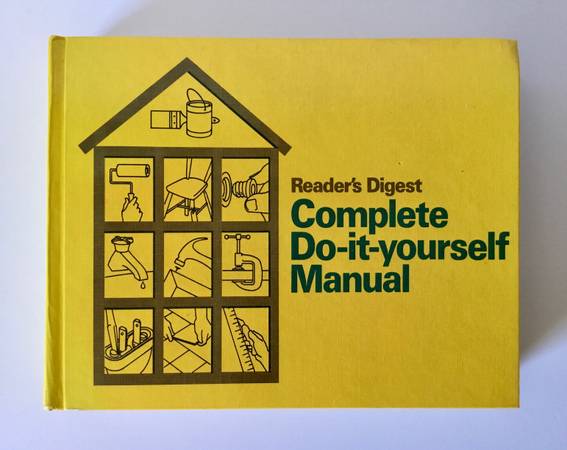 Reader's Digest
Complete
Do-it-yourself
Manual